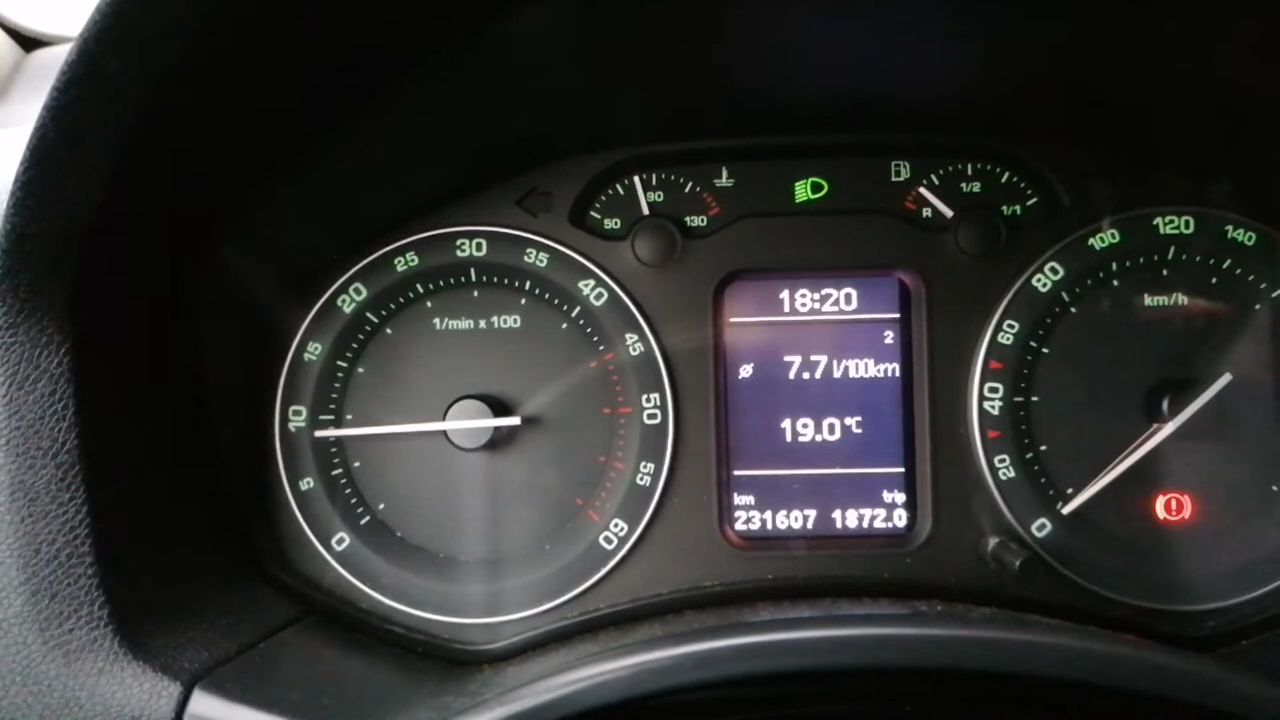 50 90 130
R 1/2 1/1
0 5 10 15 20 25 30 35 40 45 50 55 60
1/min x 100
18:20
2
ø 7.7 l/100km
19.0°C
km trip
231607 1872.0
0 20 40 60 80 100 120 140
km/h